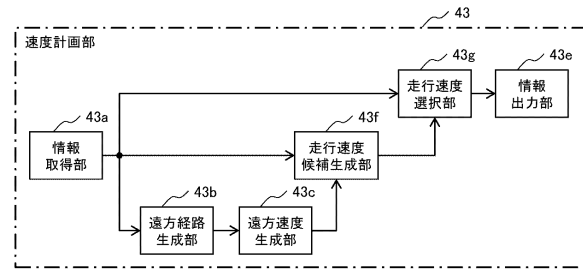 43
速度計画部
43g
43e
走行速度
選択部
情報
出力部
43a
43f
情報
取得部
走行速度
候補生成部
43b
43c
遠方経路
生成部
遠方速度
生成部